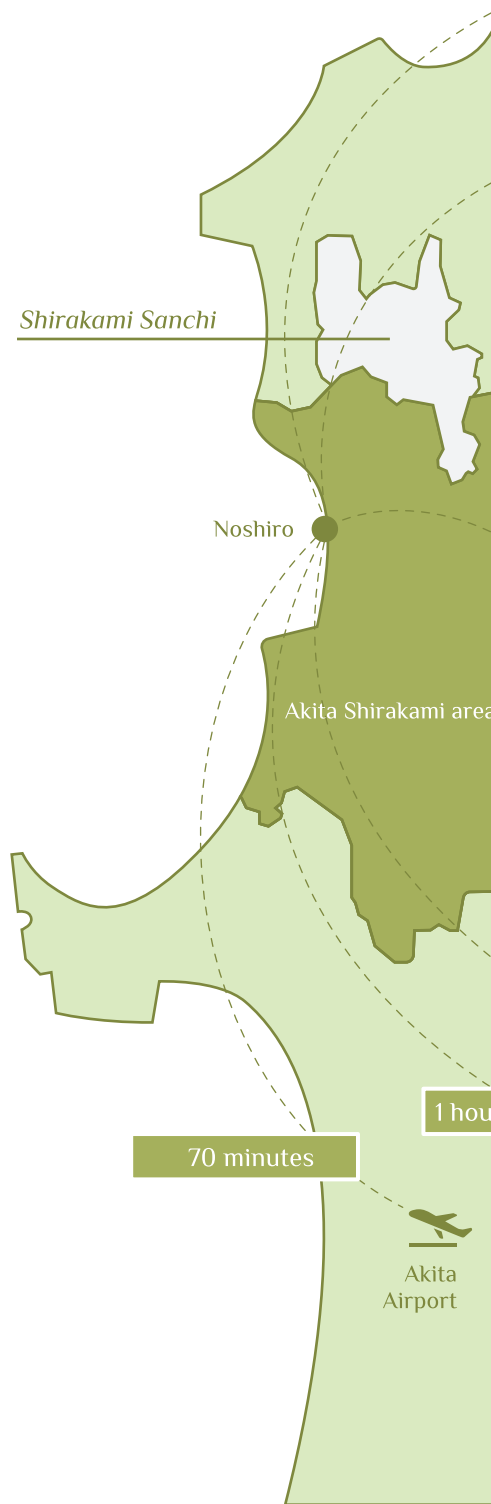 Shirakami Sanchi
Noshiro
Akita Shirakami area
1 hou
70 minutes
Akita
Airport